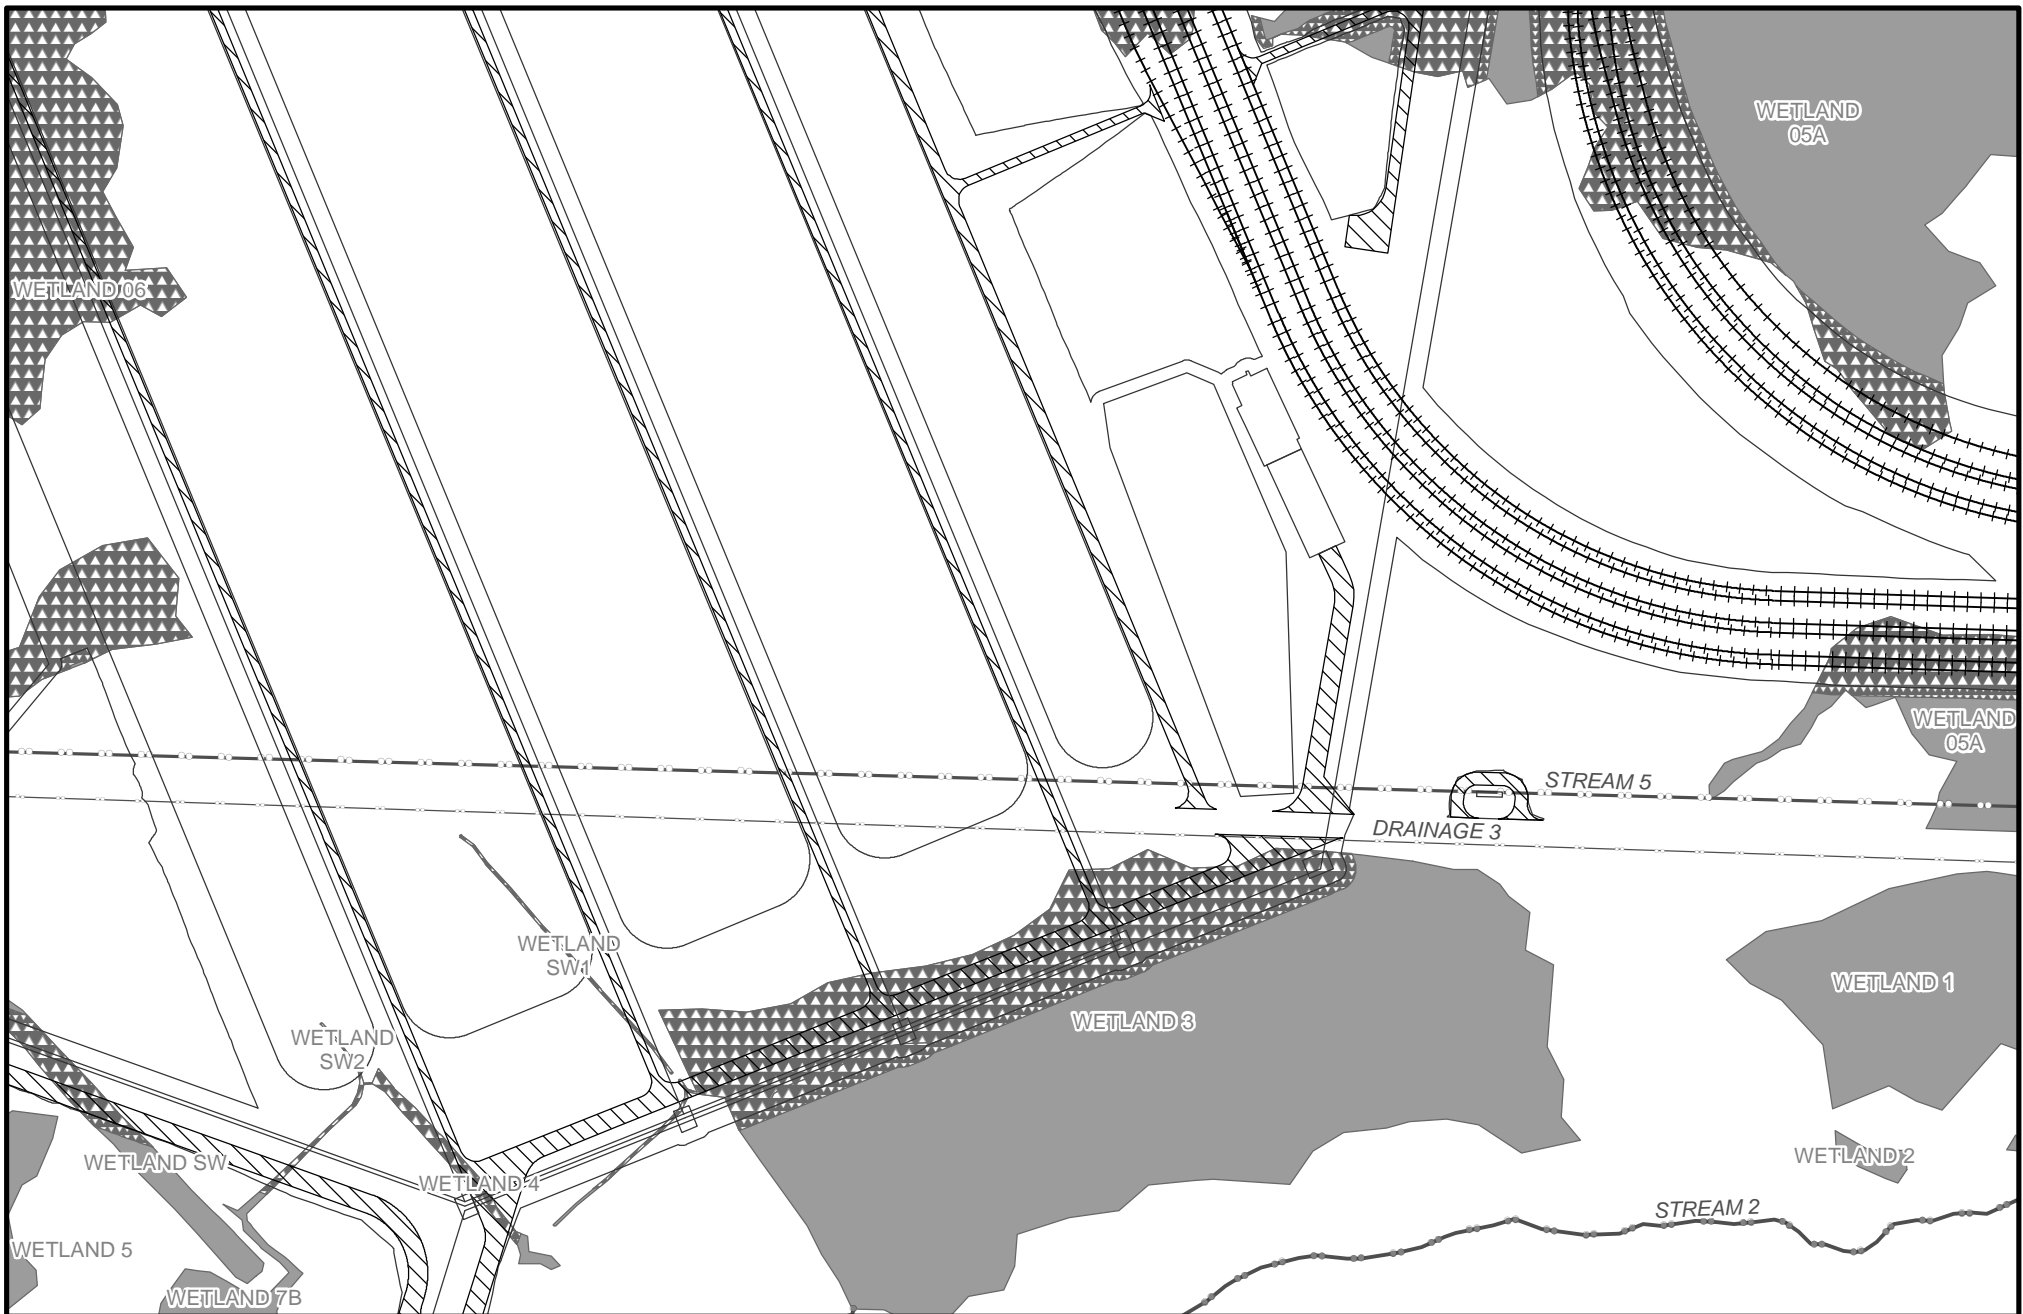 WETLAND
05A
WETLAND 06
WETLAND
05A
STREAM 5
DRAINAGE 3
WETLAND
SW1
WETLAND 1
WETLAND 3
WETLAND
SW2
WETLAND SW
WETLAND 4
WETLAND 2
STREAM 2
WETLAND 5
WETLAND 7B